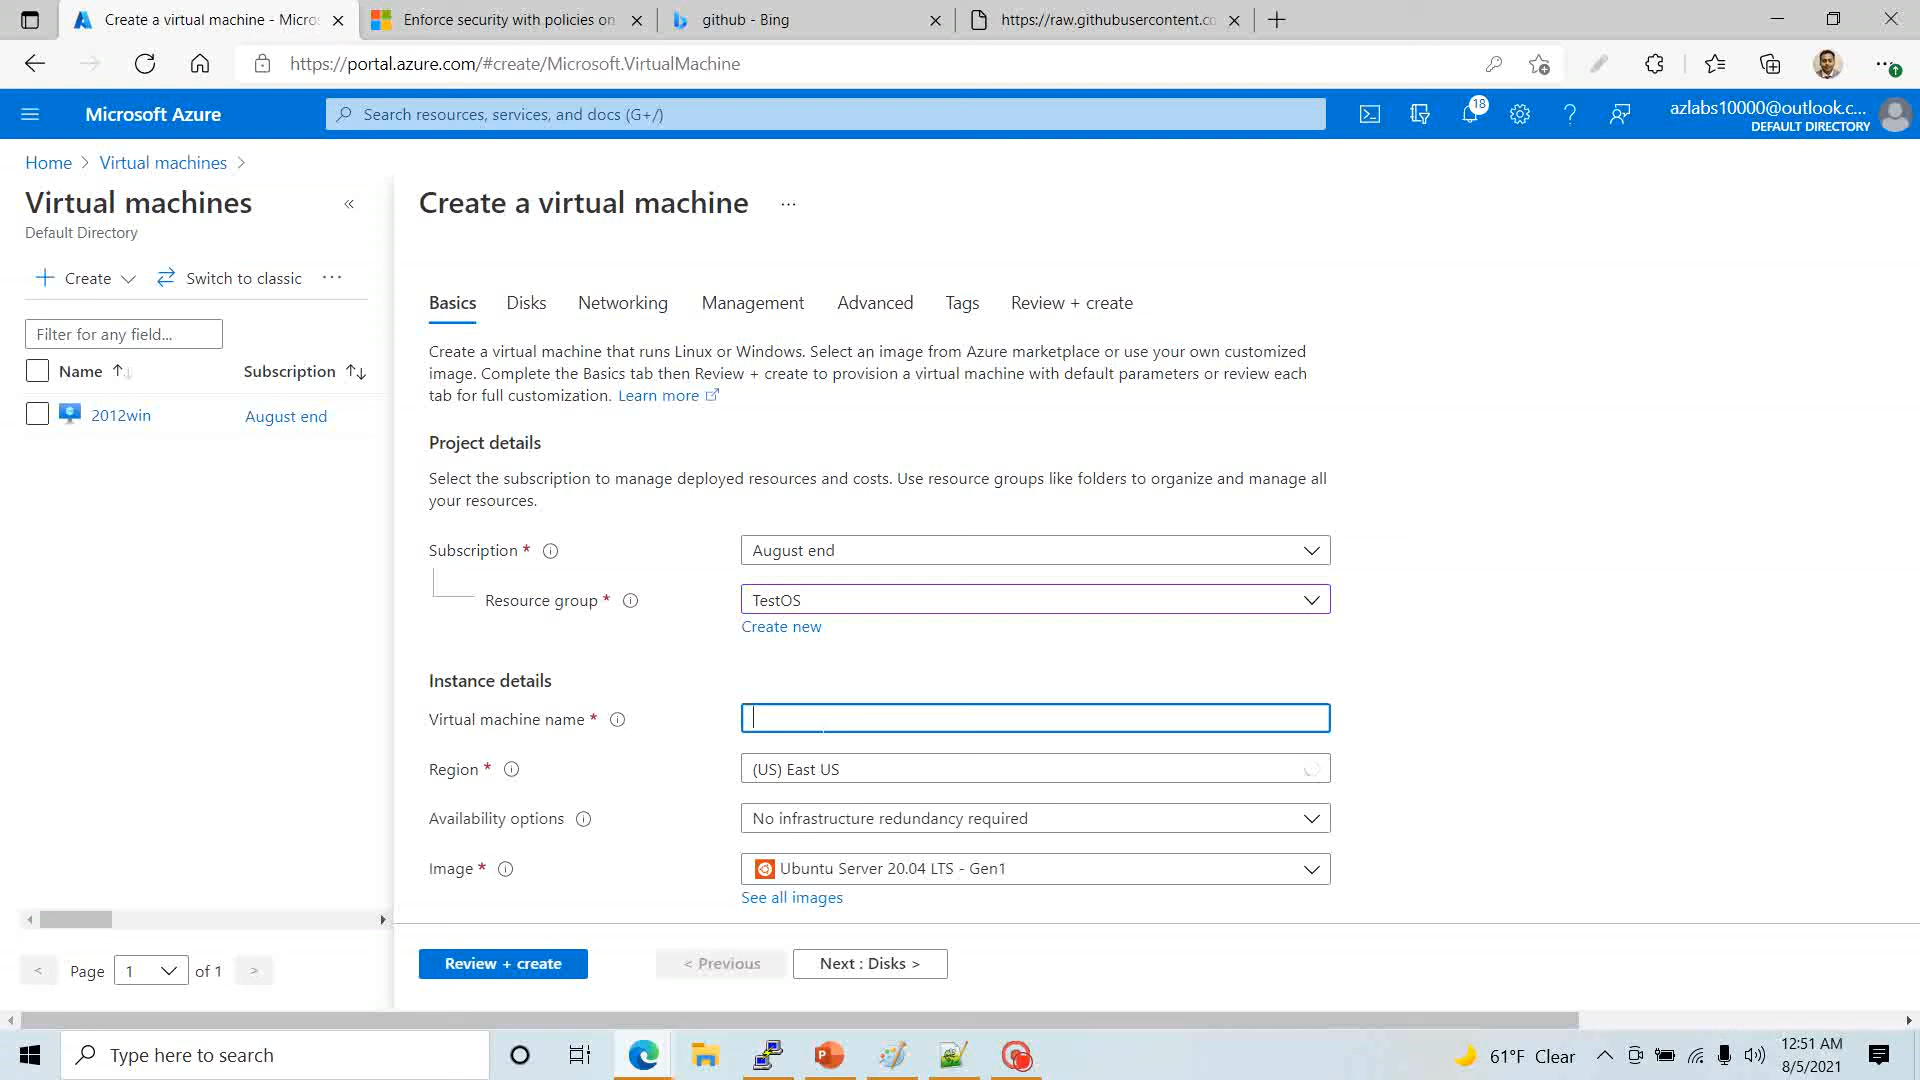 Create a virtual machine - Micros
Enforce security with policies on
github - Bing
https://raw.githubusercontent.co
https://portal.azure.com/#create/Microsoft.VirtualMachine
Microsoft Azure
Search resources, services, and docs (G+/)
18
azlabs10000@outlook.c...
DEFAULT DIRECTORY
Home > Virtual machines >
Virtual machines
Default Directory
+ Create
Switch to classic
...
Filter for any field...
Name
Subscription
2012win
August end
< Page 1 of 1 >
Create a virtual machine ...
Basics
Disks
Networking
Management
Advanced
Tags
Review + create
Create a virtual machine that runs Linux or Windows. Select an image from Azure marketplace or use your own customized
image. Complete the Basics tab then Review + create to provision a virtual machine with default parameters or review each
tab for full customization. Learn more
Project details
Select the subscription to manage deployed resources and costs. Use resource groups like folders to organize and manage all
your resources.
Subscription *
August end
Resource group *
TestOS
Create new
Instance details
Virtual machine name *
Region *
(US) East US
Availability options
No infrastructure redundancy required
Image *
Ubuntu Server 20.04 LTS - Gen1
See all images
Review + create
< Previous
Next : Disks >
Type here to search
61°F Clear
12:51 AM
8/5/2021